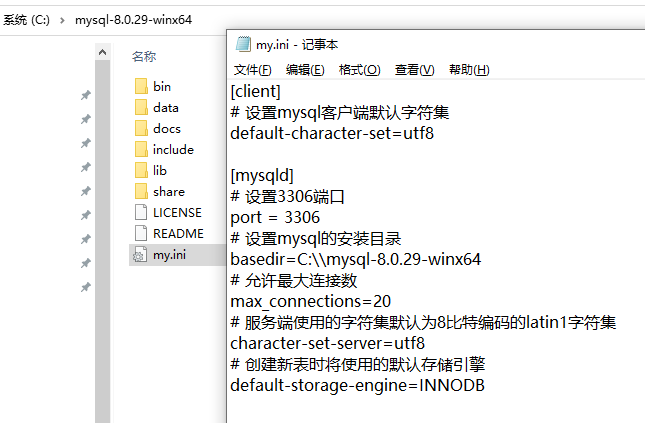 系统 (C:) › mysql-8.0.29-winx64
名称
bin
data
docs
include
lib
share
LICENSE
README
my.ini
my.ini - 记事本
文件(F) 编辑(E) 格式(O) 查看(V) 帮助(H)
[client]
# 设置mysql客户端默认字符集
default-character-set=utf8
[mysqld]
# 设置3306端口
port = 3306
# 设置mysql的安装目录
basedir=C:\\mysql-8.0.29-winx64
# 允许最大连接数
max_connections=20
# 服务端使用的字符集默认为8比特编码的latin1字符集
character-set-server=utf8
# 创建新表时将使用的默认存储引擎
default-storage-engine=INNODB